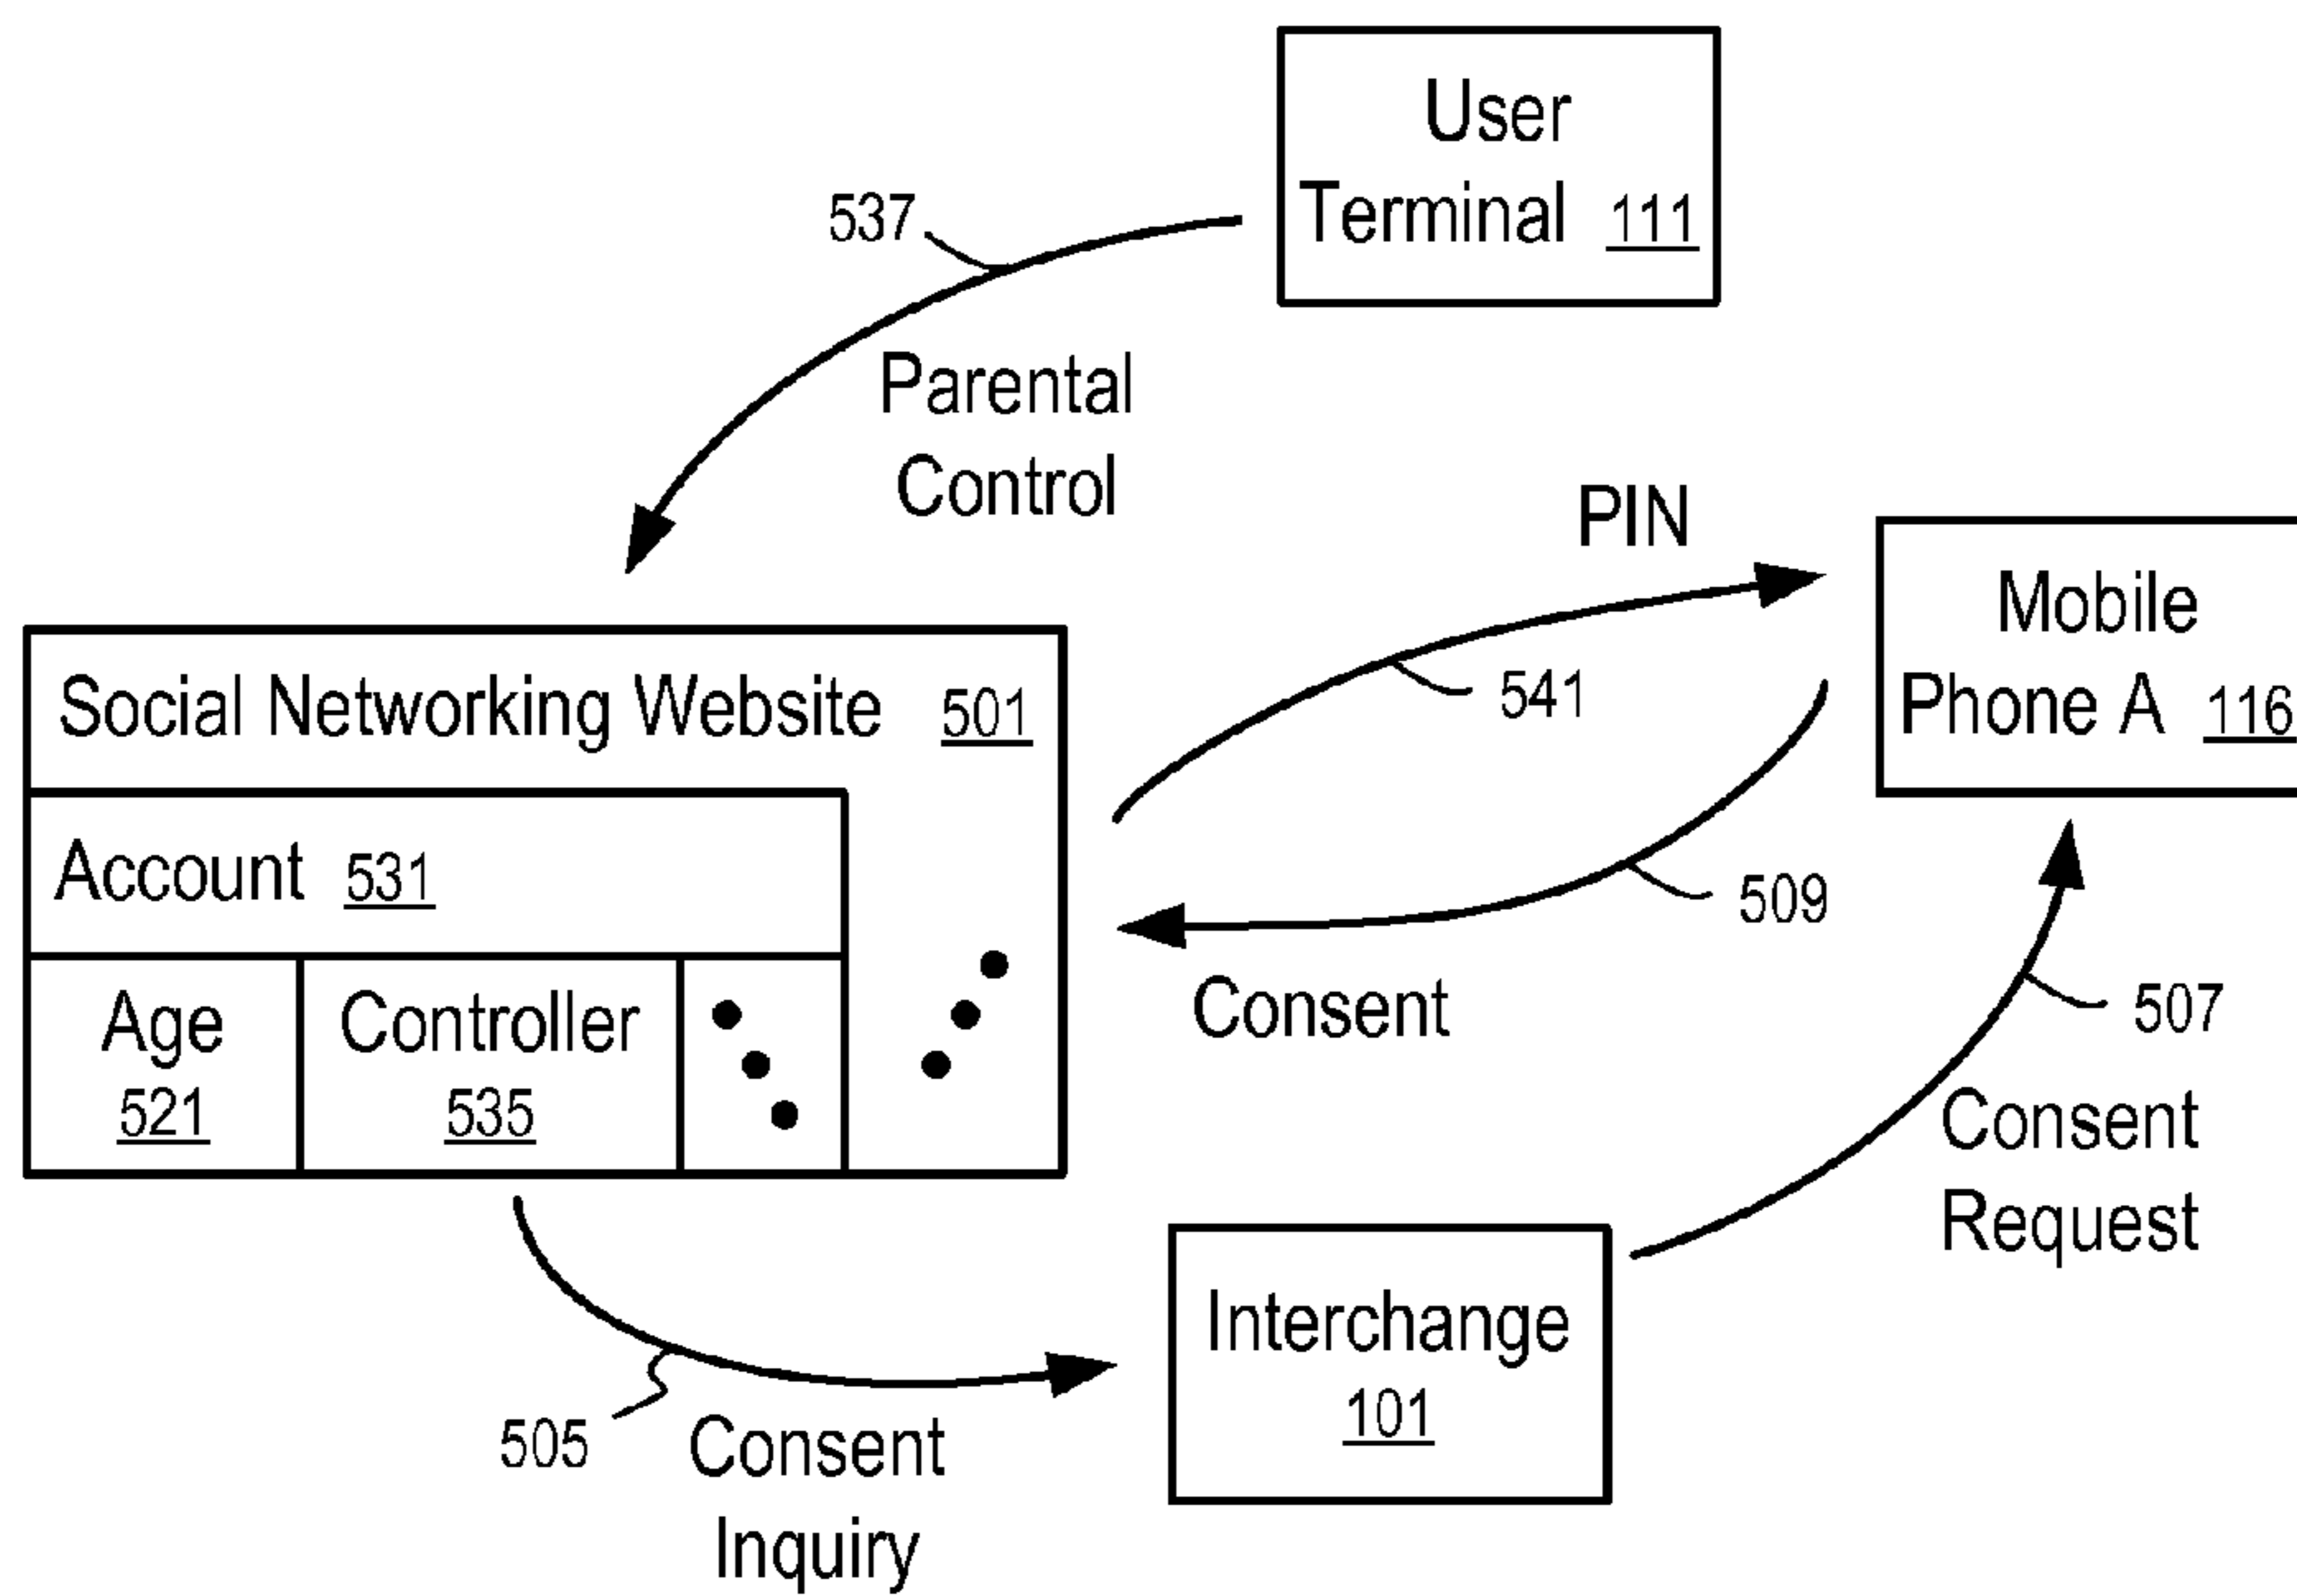 User
Terminal 111
537
Parental
Control
PIN
Mobile
Phone A 116
541
Social Networking Website 501
Account 531
509
Age
521
Controller
535
Consent
507
Consent
Request
Interchange
101
505
Consent
Inquiry